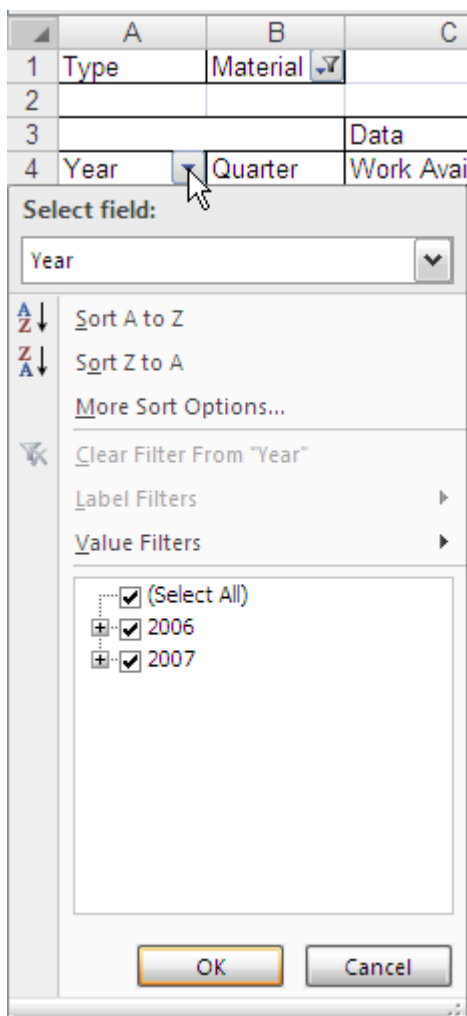 A B C
1 Type Material
2
3 Data
4 Year Quarter Work Avai
Select field:
Year
Sort A to Z
Sort Z to A
More Sort Options...
Clear Filter From "Year"
Label Filters
Value Filters
(Select All)
2006
2007
OK Cancel